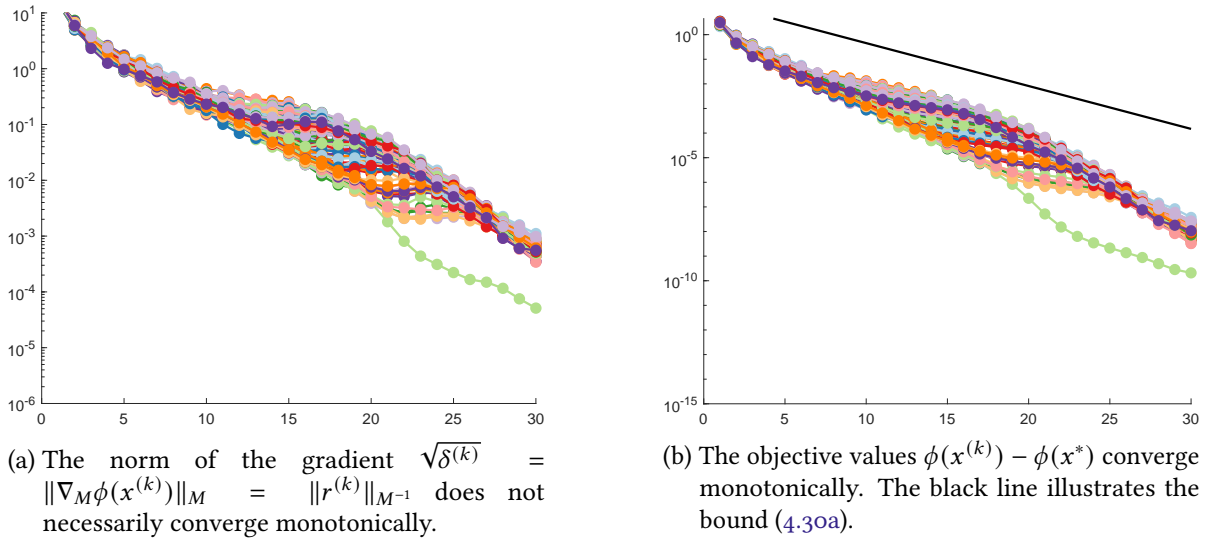 10^1
10^0
10^-1
10^-2
10^-3
10^-4
10^-5
10^-6
0 5 10 15 20 25 30
(a) The norm of the gradient √δ^(k) =
‖∇_Mϕ(x^(k))‖_M = ‖r^(k)‖_M^-1 does not
necessarily converge monotonically.
10^0
10^-5
10^-10
10^-15
0 5 10 15 20 25 30
(b) The objective values ϕ(x^(k)) − ϕ(x*) converge
monotonically. The black line illustrates the
bound (4.30a).